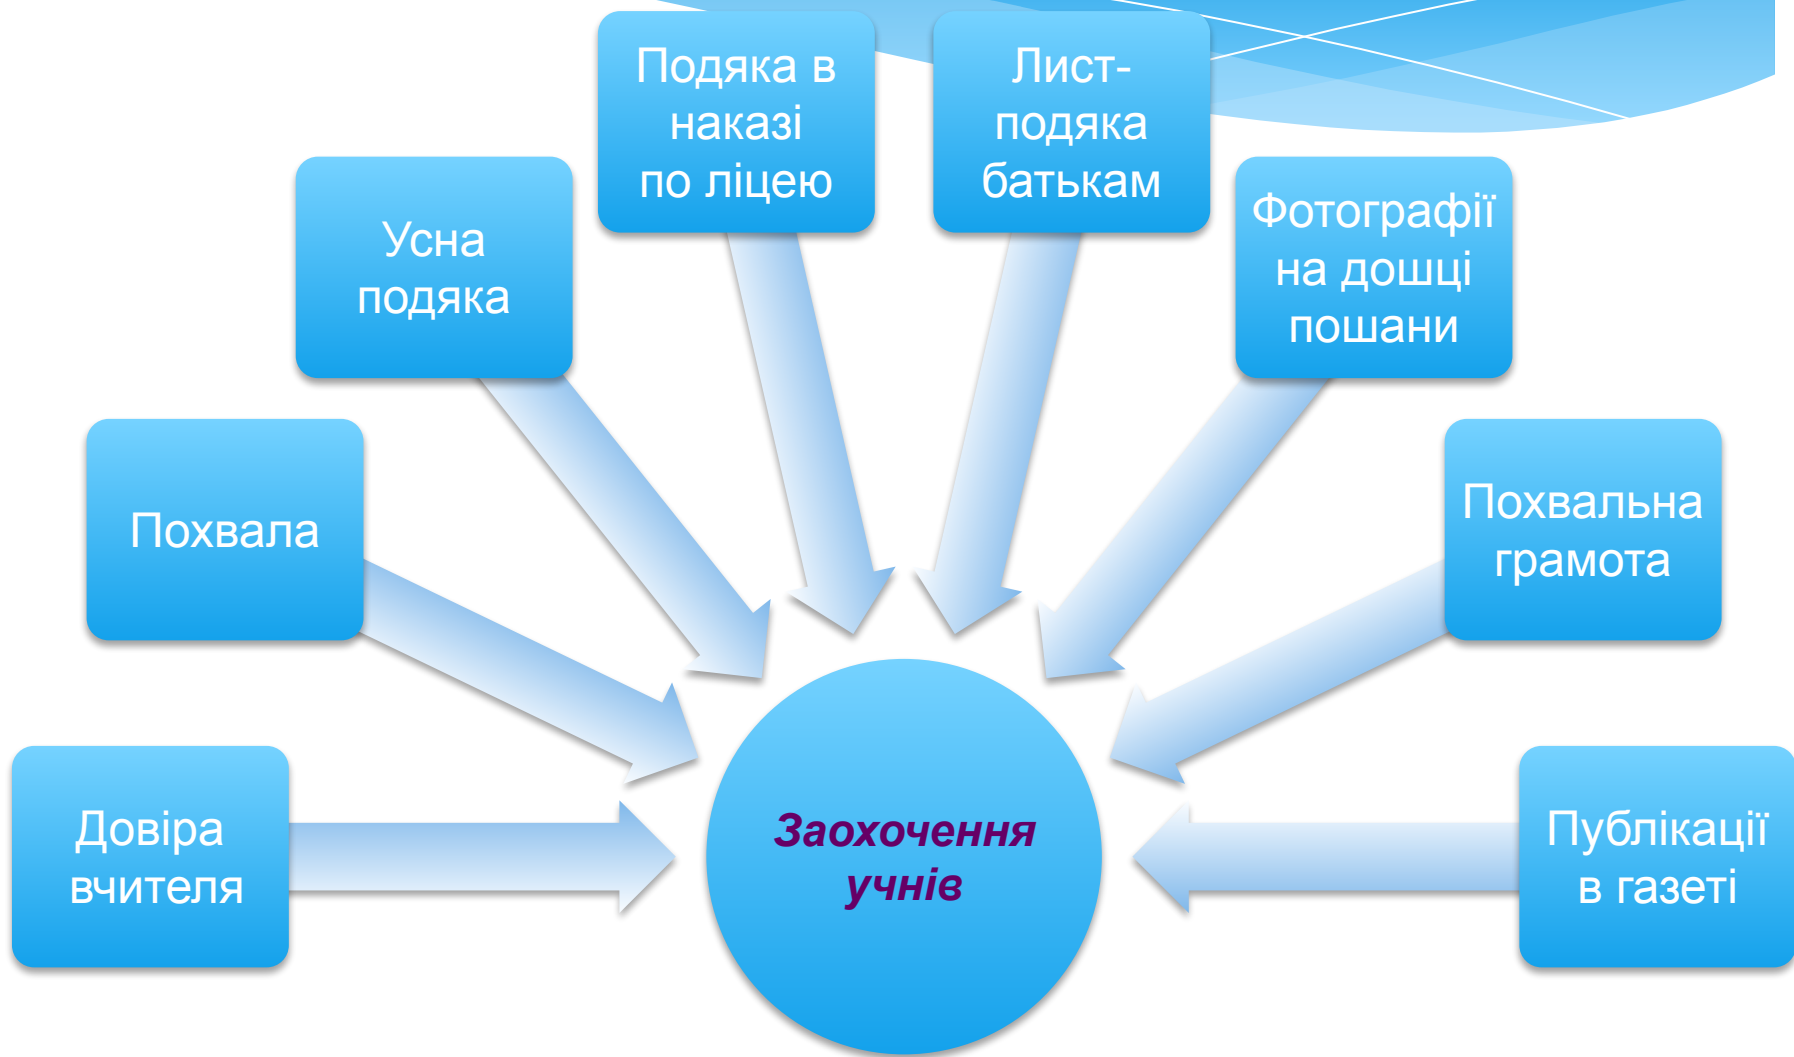 Подяка в
наказі
по ліцею
Лист-
подяка
батькам
Усна
подяка
Фотографії
на дошці
пошани
Похвала
Похвальна
грамота
Довіра
вчителя
Заохочення
учнів
Публікації
в газеті